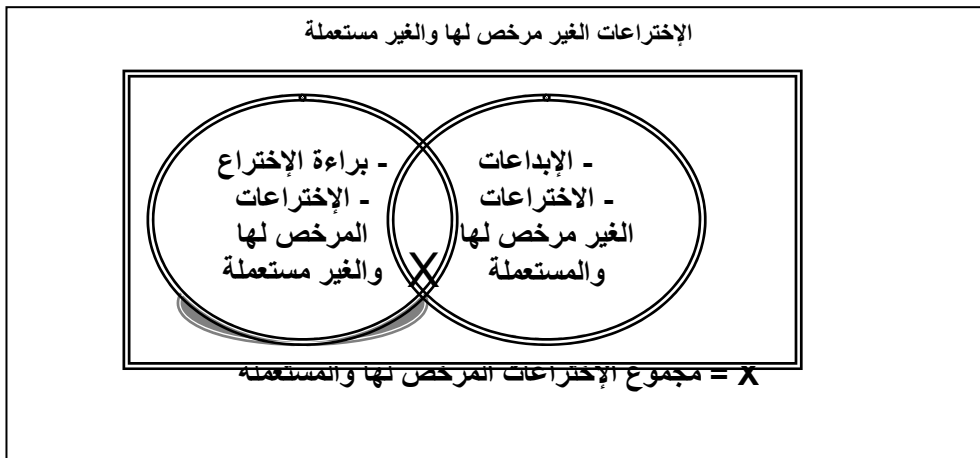 الإختراعات الغير مرخص لها والغير مستعملة
- الإبداعات
- الاختراعات
الغير مرخص لها
والمستعملة
- براءة الإختراع
- الإختراعات
المرخص لها
والغير مستعملة
X
X = مجموع الإختراعات المرخص لها والمستعملة